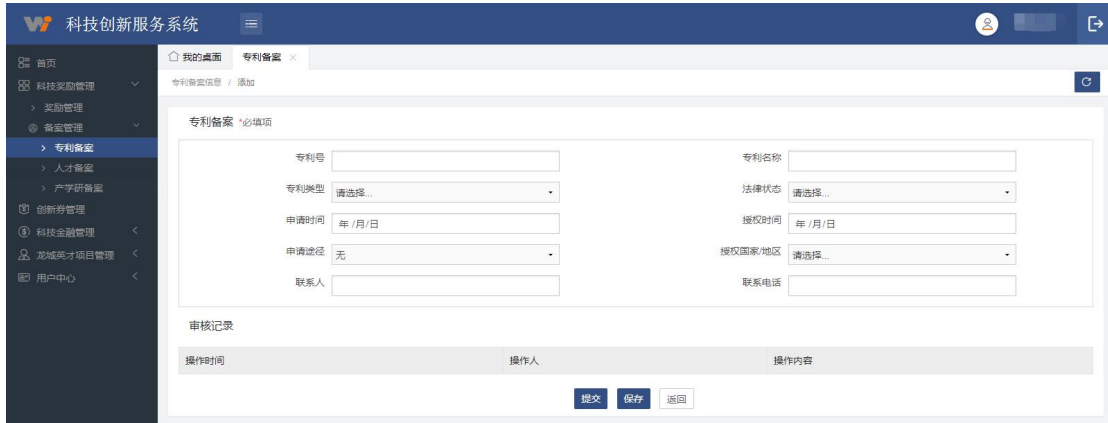 科技创新服务系统
首页
科技奖励管理
奖励管理
备案管理
专利备案
人才备案
产学研备案
创新券管理
科技金融管理
龙城英才项目管理
用户中心
我的桌面 专利备案
专利备案信息 / 添加
专利备案 *必填项
专利号 专利名称
专利类型 请选择... 法律状态 请选择...
申请时间 年 /月/日 授权时间 年 /月/日
申请途径 无 授权国家/地区 请选择...
联系人 联系电话
审核记录
操作时间 操作人 操作内容
提交 保存 返回